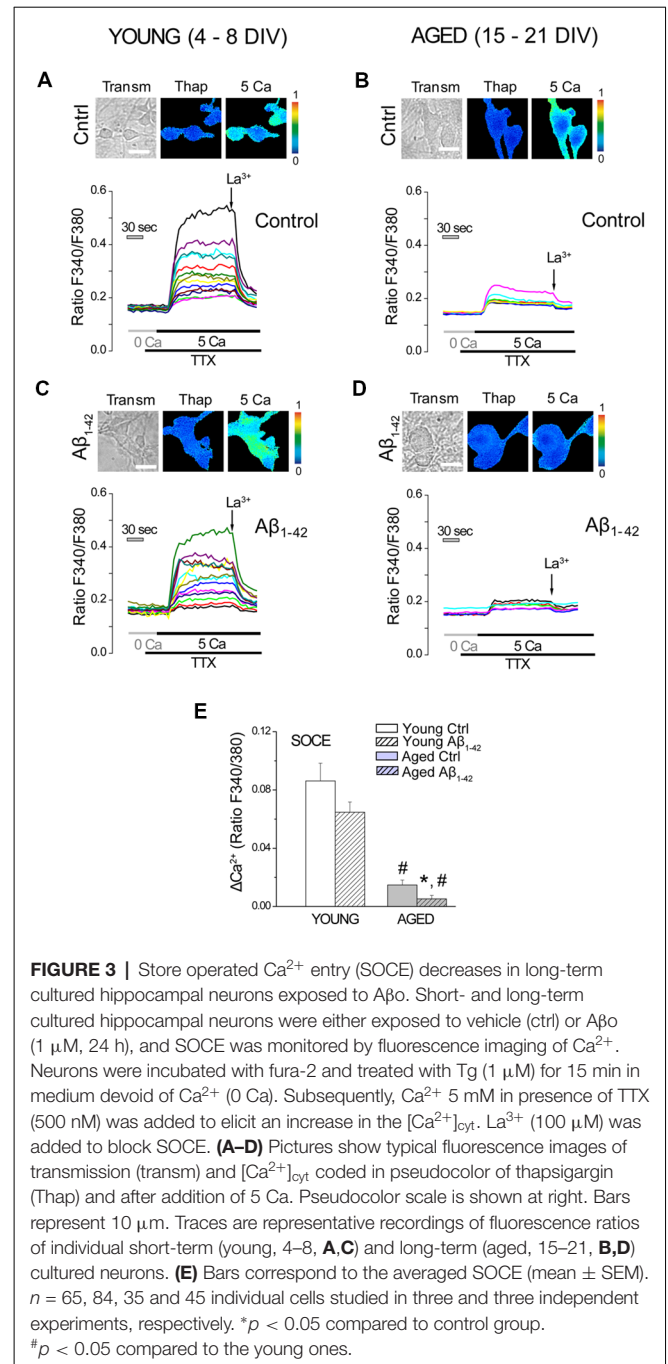 YOUNG (4 - 8 DIV)
AGED (15 - 21 DIV)
A
Transm Thap 5 Ca
Cntrl
1
0
La³⁺
Control
30 sec
Ratio F340/F380
0.6
0.4
0.2
0.0
0 Ca 5 Ca
TTX
B
Transm Thap 5 Ca
Cntrl
1
0
Control
30 sec
La³⁺
Ratio F340/F380
0.6
0.4
0.2
0.0
0 Ca 5 Ca
TTX
C
Transm Thap 5 Ca
Aβ₁₋₄₂
1
0
La³⁺
Aβ₁₋₄₂
30 sec
Ratio F340/F380
0.6
0.4
0.2
0.0
0 Ca 5 Ca
TTX
D
Transm Thap 5 Ca
Aβ₁₋₄₂
1
0
Aβ₁₋₄₂
30 sec
La³⁺
Ratio F340/F380
0.6
0.4
0.2
0.0
0 Ca 5 Ca
TTX
E
SOCE
Young Ctrl
Young Aβ₁₋₄₂
Aged Ctrl
Aged Aβ₁₋₄₂
ΔCa²⁺ (Ratio F340/380)
0.12
0.08
0.04
0.00
#
*, #
YOUNG AGED
FIGURE 3 | Store operated Ca²⁺ entry (SOCE) decreases in long-term
cultured hippocampal neurons exposed to Aβo. Short- and long-term
cultured hippocampal neurons were either exposed to vehicle (ctrl) or Aβo
(1 μM, 24 h), and SOCE was monitored by fluorescence imaging of Ca²⁺.
Neurons were incubated with fura-2 and treated with Tg (1 μM) for 15 min in
medium devoid of Ca²⁺ (0 Ca). Subsequently, Ca²⁺ 5 mM in presence of TTX
(500 nM) was added to elicit an increase in the [Ca²⁺]cyt. La³⁺ (100 μM) was
added to block SOCE. (A–D) Pictures show typical fluorescence images of
transmission (transm) and [Ca²⁺]cyt coded in pseudocolor of thapsigargin
(Thap) and after addition of 5 Ca. Pseudocolor scale is shown at right. Bars
represent 10 μm. Traces are representative recordings of fluorescence ratios
of individual short-term (young, 4–8, A,C) and long-term (aged, 15–21, B,D)
cultured neurons. (E) Bars correspond to the averaged SOCE (mean ± SEM).
n = 65, 84, 35 and 45 individual cells studied in three and three independent
experiments, respectively. *p < 0.05 compared to control group.
#p < 0.05 compared to the young ones.